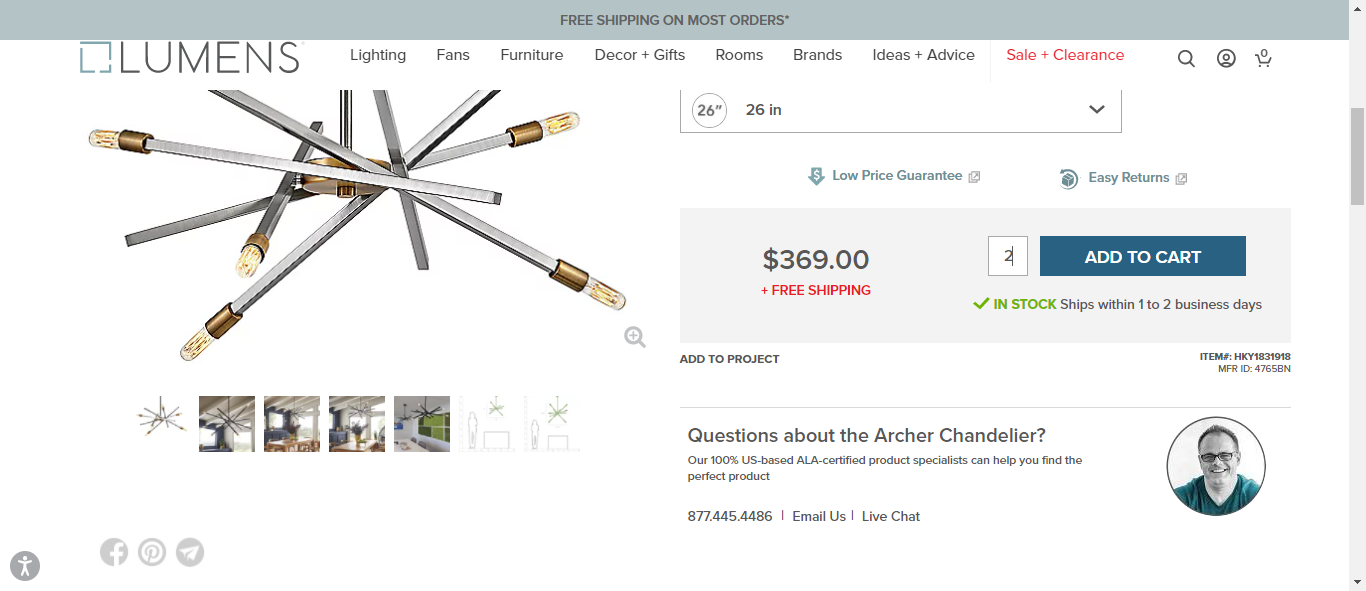 FREE SHIPPING ON MOST ORDERS*
LUMENS
Lighting Fans Furniture Decor + Gifts Rooms Brands Ideas + Advice Sale + Clearance
0
26″ 26 in
Low Price Guarantee Easy Returns
$369.00 2 ADD TO CART
+ FREE SHIPPING
IN STOCK Ships within 1 to 2 business days
ADD TO PROJECT
ITEM#: HKY1831918
MFR ID: 4765BN
Questions about the Archer Chandelier?
Our 100% US-based ALA-certified product specialists can help you find the
perfect product
877.445.4486 | Email Us | Live Chat